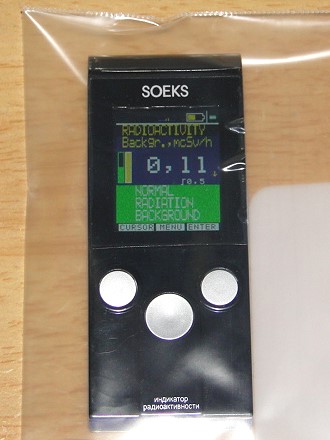 SOEKS
RADIOACTIVITY
Backgr.,mcSv/h
0,11
NORMAL
RADIATION
BACKGROUND
CURSOR MENU ENTER
индикатор
радиоактивности